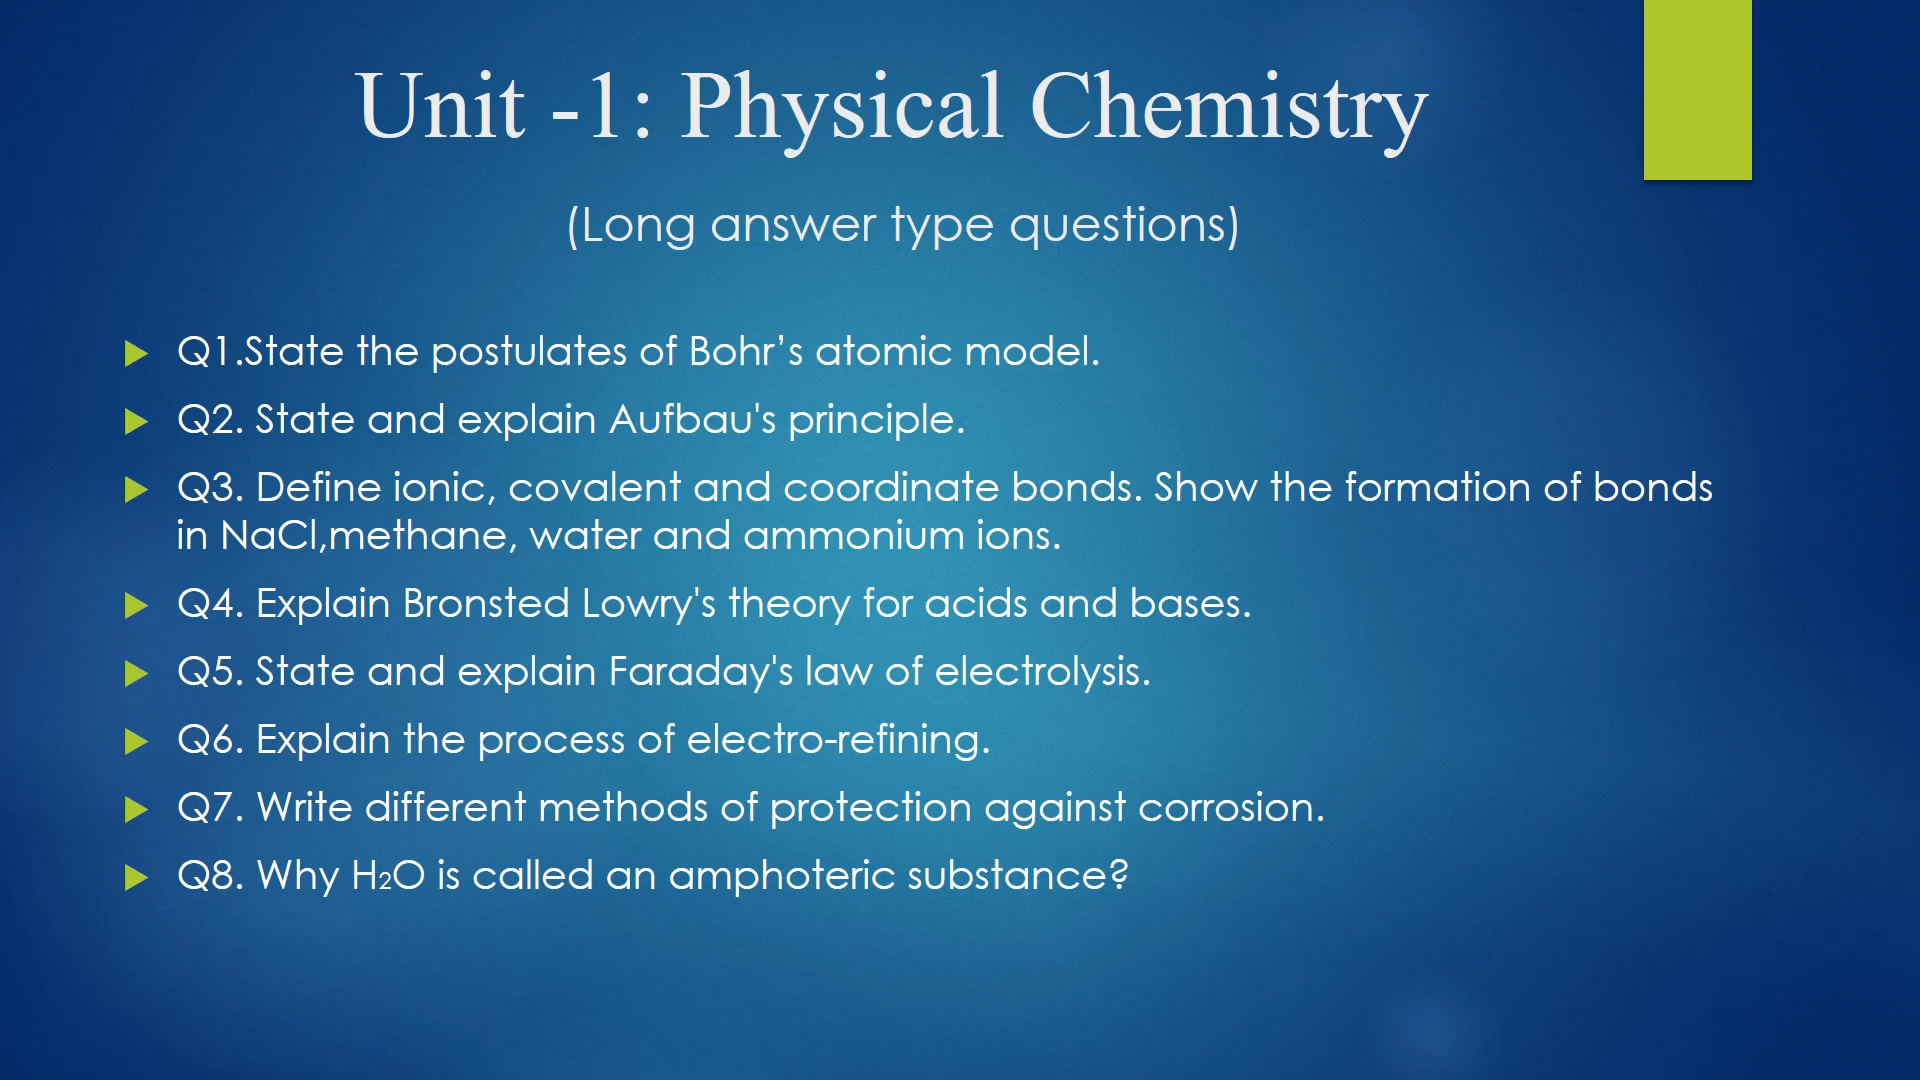 Unit -1: Physical Chemistry
(Long answer type questions)
Q1.State the postulates of Bohr’s atomic model.
Q2. State and explain Aufbau's principle.
Q3. Define ionic, covalent and coordinate bonds. Show the formation of bonds
in NaCl,methane, water and ammonium ions.
Q4. Explain Bronsted Lowry's theory for acids and bases.
Q5. State and explain Faraday's law of electrolysis.
Q6. Explain the process of electro-refining.
Q7. Write different methods of protection against corrosion.
Q8. Why H₂O is called an amphoteric substance?